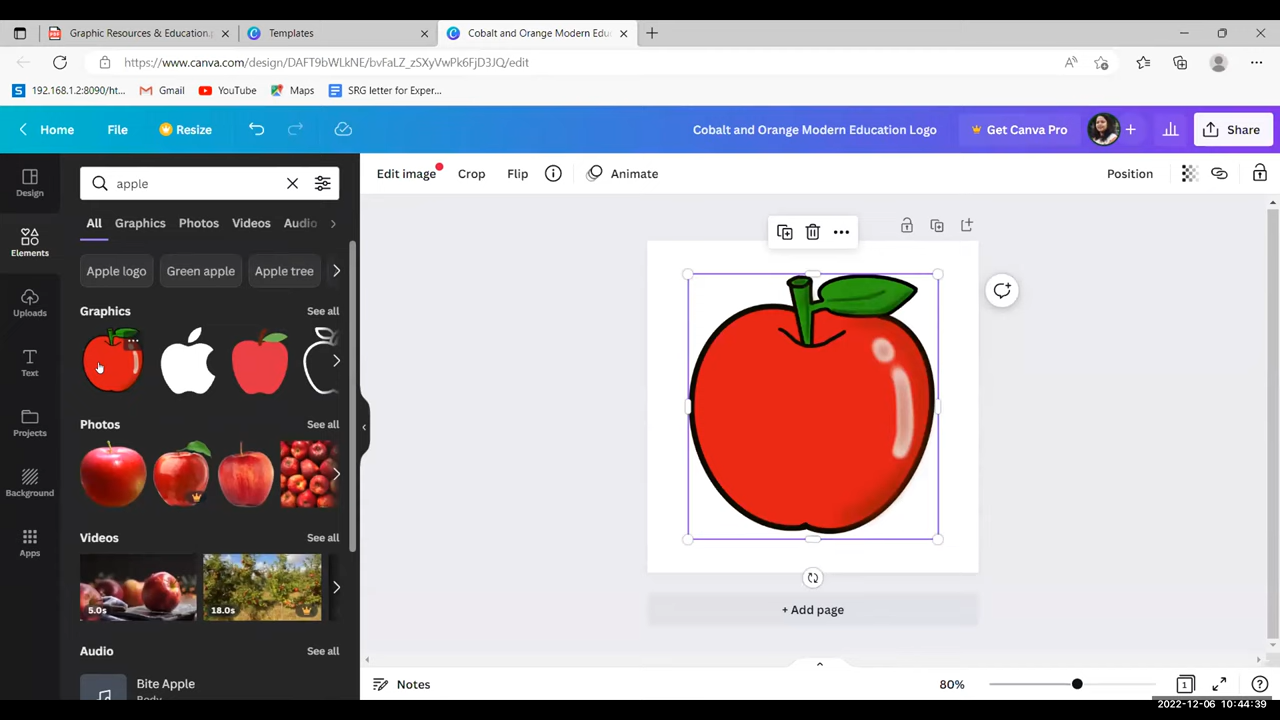 Graphic Resources & Education.p
Templates
Cobalt and Orange Modern Edu
https://www.canva.com/design/DAFT9bWLkNE/bvFaLZ_zSXyVwPk6FjD3JQ/edit
192.168.1.2:8090/ht...
Gmail
YouTube
Maps
SRG letter for Exper...
Home
File
Resize
Cobalt and Orange Modern Education Logo
Get Canva Pro
Share
Design
Elements
Uploads
Text
Projects
Background
Apps
apple
All
Graphics
Photos
Videos
Audio
Apple logo
Green apple
Apple tree
Graphics
See all
Photos
See all
Videos
See all
5.0s
18.0s
Audio
See all
Bite Apple
Edit image
Crop
Flip
Animate
Position
+ Add page
Notes
80%
1
2022-12-06 10:44:39